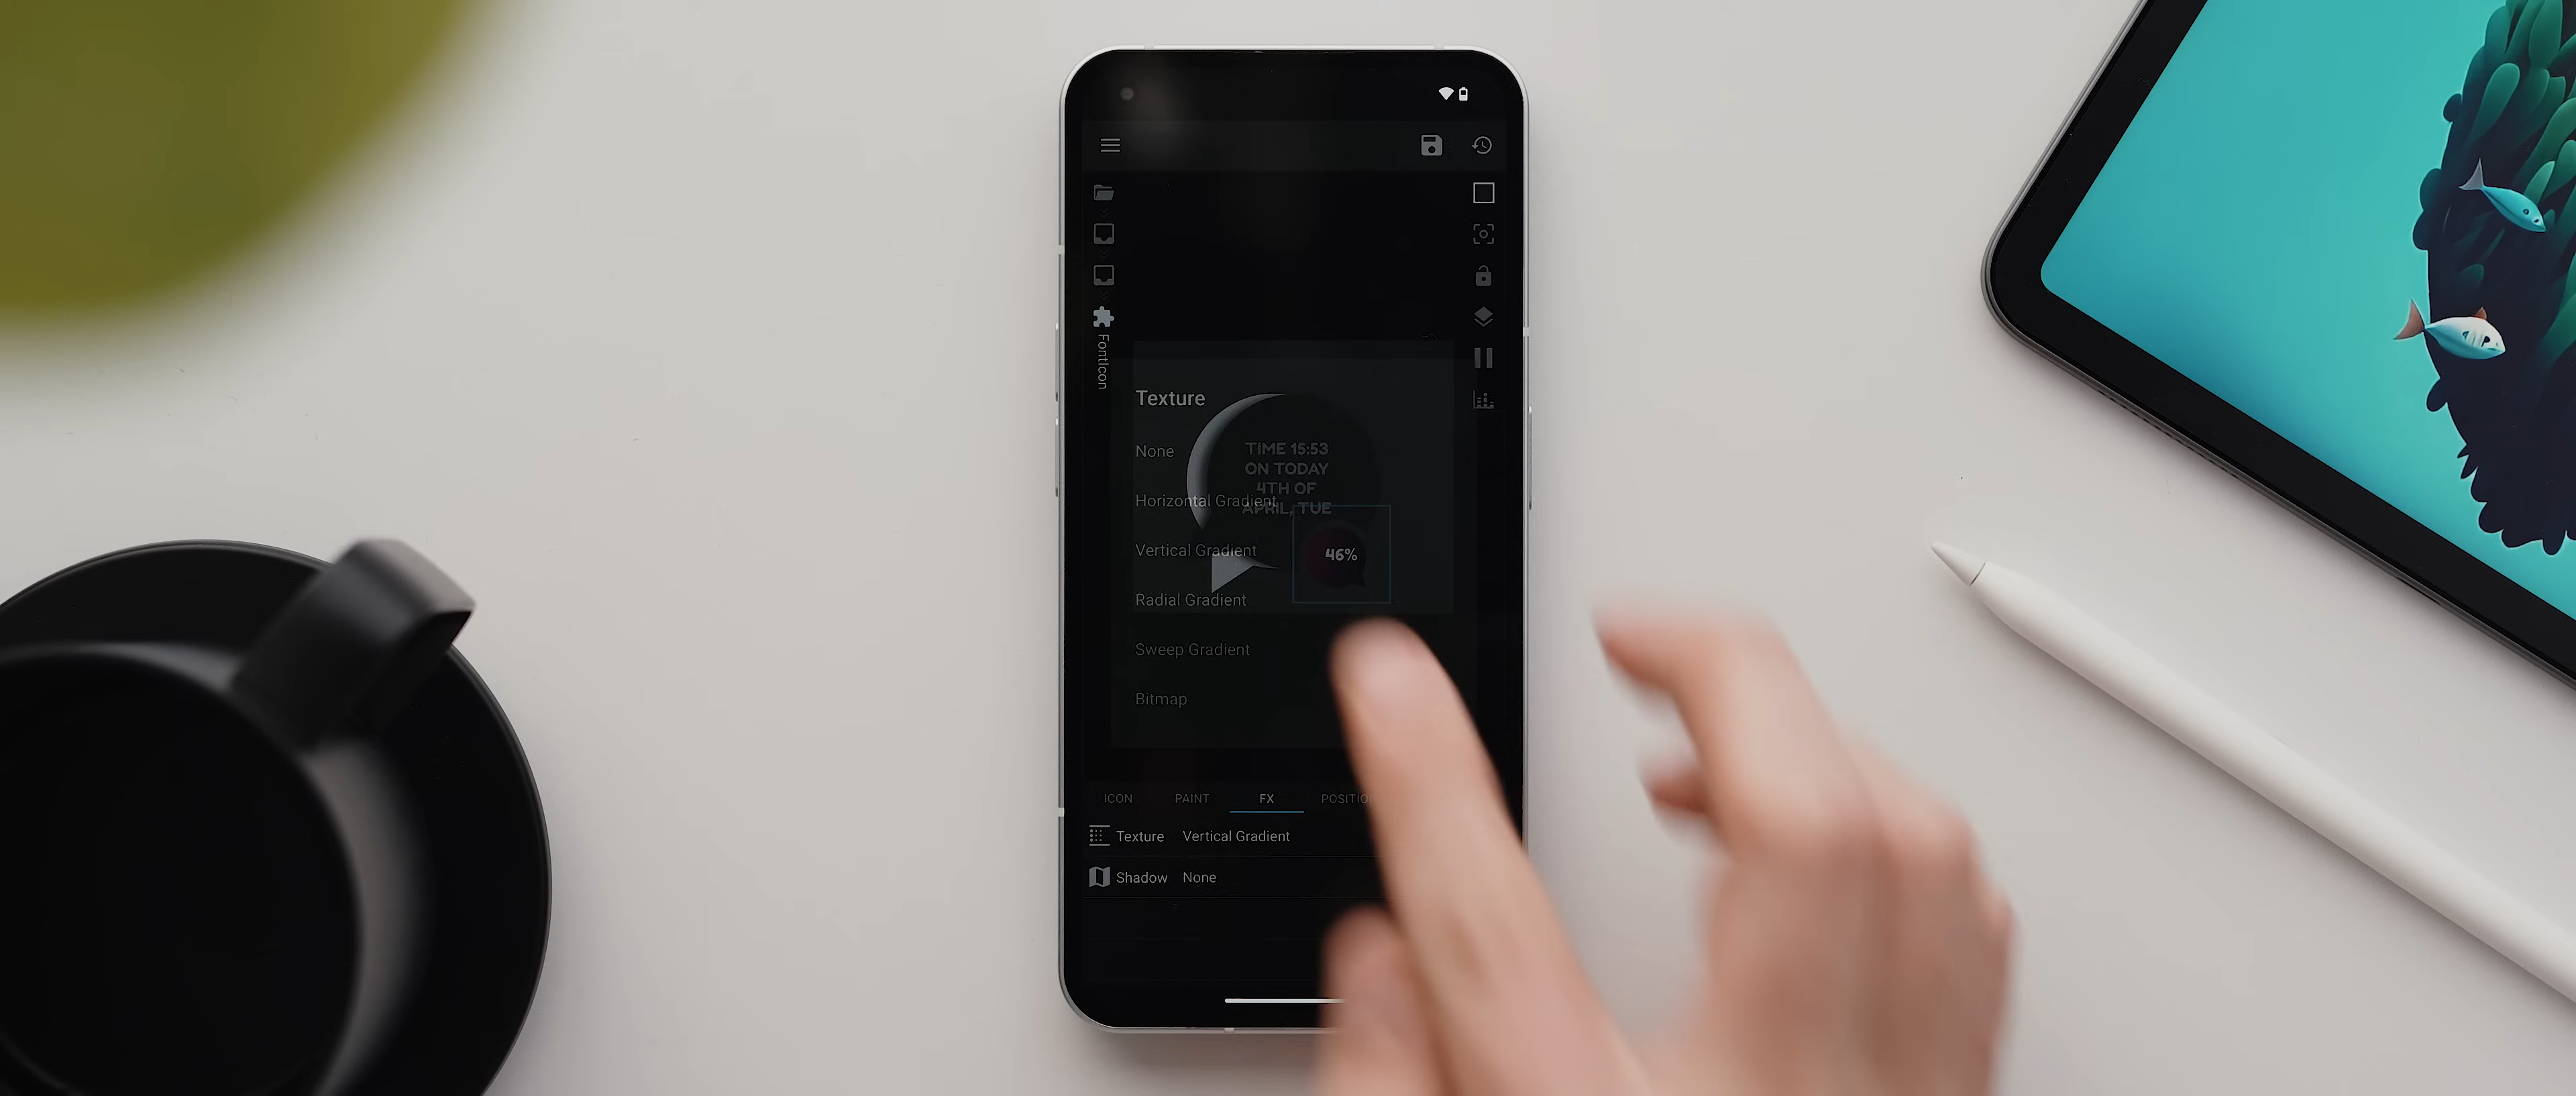 FontIcon
Texture
None
TIME 15:53
ON TODAY
4TH OF
APRIL, TUE
Horizontal Gradient
Vertical Gradient
46%
Radial Gradient
Sweep Gradient
Bitmap
ICON PAINT FX POSITIO
Texture Vertical Gradient
Shadow None